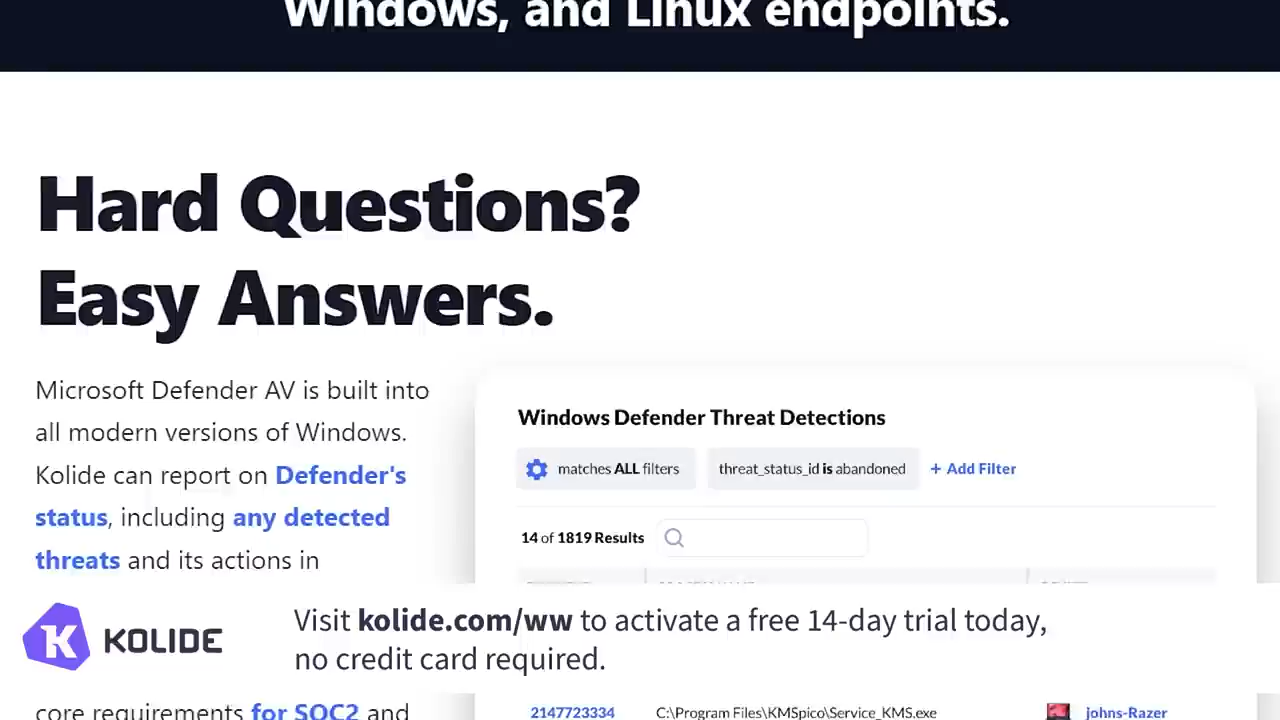 Windows, and Linux endpoints.
Hard Questions?
Easy Answers.
Microsoft Defender AV is built into
all modern versions of Windows.
Kolide can report on Defender's
status, including any detected
threats and its actions in
Windows Defender Threat Detections
matches ALL filters
threat_status_id is abandoned
+ Add Filter
14 of 1819 Results
KOLIDE
Visit kolide.com/ww to activate a free 14-day trial today,
no credit card required.
core requirements for SOC2 and
2147723334
C:\Program Files\KMSpico\Service_KMS.exe
johns-Razer